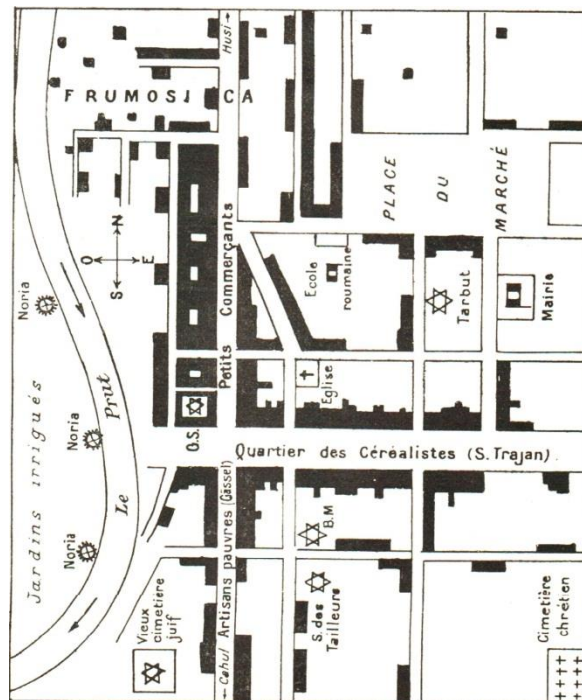 Husi→
FRUMOSICA
N
O
E
S
Noria
Noria
Noria
Jardins irrigués
Le Prut
Petits Commerçants
O.S.
PLACE
DU
MARCHÉ
Ecole
roumaine
Tarbut
Mairie
Eglise
Quartier des Céréalistes (S. Trajan).
B.M
S. des
Tailleurs
←Cahul Artisans pauvres (Gässel)
Vieux
cimetière
juif
Cimetière
chrétien